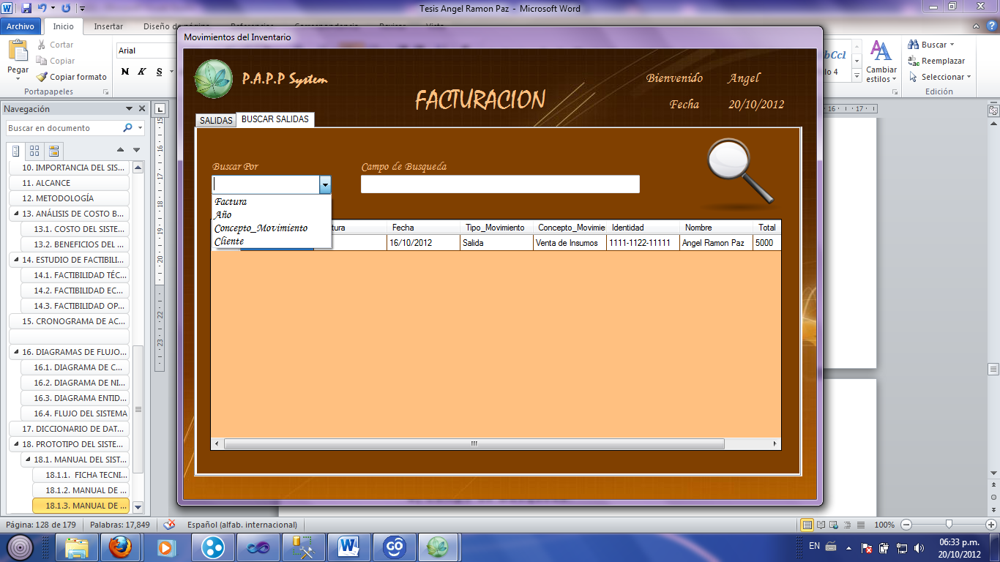 Tesis Angel Ramon Paz - Microsoft Word
Archivo Inicio Insertar Diseño de página
Cortar
Copiar
Pegar
Copiar formato
Portapapeles
Arial
N K S
Cambiar estilos
Buscar
Reemplazar
Seleccionar
Edición
Navegación
Buscar en documento
10. IMPORTANCIA DEL SIS...
11. ALCANCE
12. METODOLOGÍA
13. ANÁLISIS DE COSTO B...
13.1. COSTO DEL SISTE...
13.2. BENEFICIOS DEL ...
14. ESTUDIO DE FACTIBILI...
14.1. FACTIBILIDAD TÉC...
14.2. FACTIBILIDAD EC...
14.3. FACTIBILIDAD OP...
15. CRONOGRAMA DE AC...
16. DIAGRAMAS DE FLUJO...
16.1. DIAGRAMA DE C...
16.2. DIAGRAMA DE NI...
16.3. DIAGRAMA ENTID...
16.4. FLUJO DEL SISTEMA
17. DICCIONARIO DE DAT...
18. PROTOTIPO DEL SISTE...
18.1. MANUAL DEL SIST...
18.1.1. FICHA TECNI...
18.1.2. MANUAL DE ...
18.1.3. MANUAL DE ...
Movimientos del Inventario
P.A.P.P System
FACTURACION
Bienvenido Angel
Fecha 20/10/2012
SALIDAS BUSCAR SALIDAS
Buscar Por Campo de Busqueda
Factura
Año
Concepto_Movimiento
Cliente
Fecha Tipo_Movimiento Concepto_Movimie Identidad Nombre Total
16/10/2012 Salida Venta de Insumos 1111-1122-11111 Angel Ramon Paz 5000
Página: 128 de 179 Palabras: 17,849 Español (alfab. internacional) 100%
EN 06:33 p.m.
20/10/2012